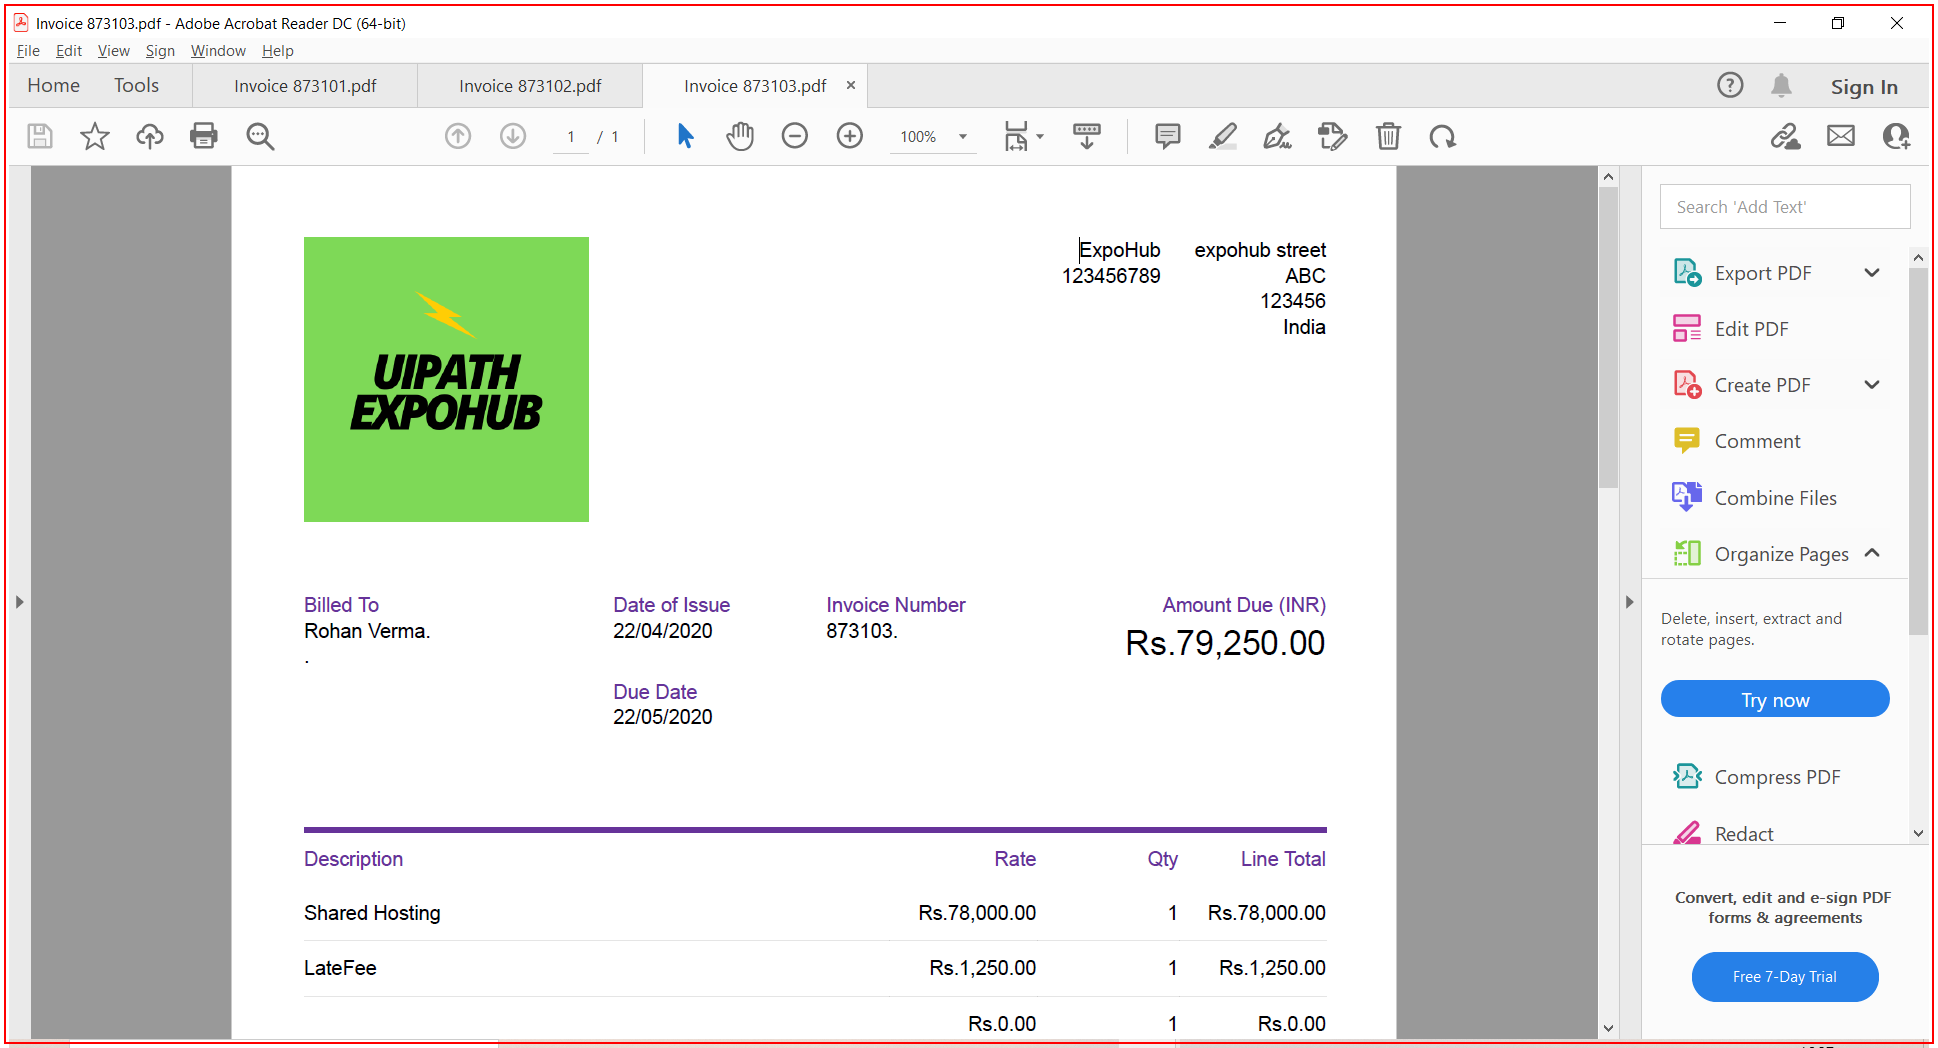 Invoice 873103.pdf - Adobe Acrobat Reader DC (64-bit)
File Edit View Sign Window Help
Home Tools Invoice 873101.pdf Invoice 873102.pdf Invoice 873103.pdf × Sign In
1 / 1 100%
Search 'Add Text'
ExpoHub expohub street
123456789 ABC
123456
India
UIPATH
EXPOHUB
Billed To Date of Issue Invoice Number Amount Due (INR)
Rohan Verma. 22/04/2020 873103. Rs.79,250.00
.
Due Date
22/05/2020
Description Rate Qty Line Total
Shared Hosting Rs.78,000.00 1 Rs.78,000.00
LateFee Rs.1,250.00 1 Rs.1,250.00
Rs.0.00 1 Rs.0.00
Export PDF
Edit PDF
Create PDF
Comment
Combine Files
Organize Pages
Delete, insert, extract and
rotate pages.
Try now
Compress PDF
Redact
Convert, edit and e-sign PDF
forms & agreements
Free 7-Day Trial